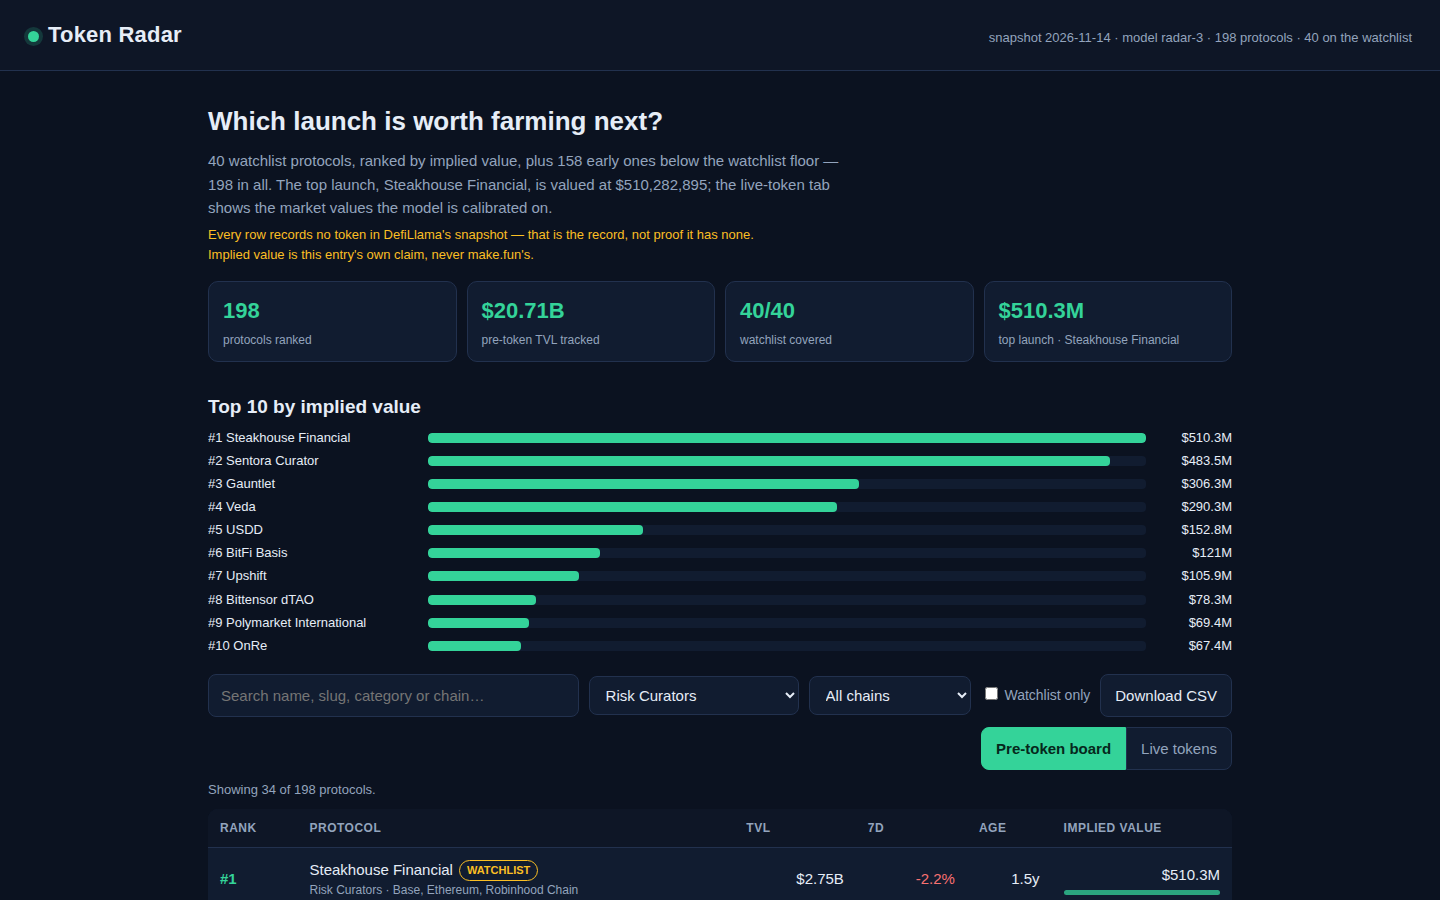 Token Radar
snapshot 2026-11-14 · model radar-3 · 198 protocols · 40 on the watchlist
Which launch is worth farming next?
40 watchlist protocols, ranked by implied value, plus 158 early ones below the watchlist floor —
198 in all. The top launch, Steakhouse Financial, is valued at $510,282,895; the live-token tab
shows the market values the model is calibrated on.
Every row records no token in DefiLlama's snapshot — that is the record, not proof it has none.
Implied value is this entry's own claim, never make.fun's.
198
protocols ranked
$20.71B
pre-token TVL tracked
40/40
watchlist covered
$510.3M
top launch · Steakhouse Financial
Top 10 by implied value
#1 Steakhouse Financial $510.3M
#2 Sentora Curator $483.5M
#3 Gauntlet $306.3M
#4 Veda $290.3M
#5 USDD $152.8M
#6 BitFi Basis $121M
#7 Upshift $105.9M
#8 Bittensor dTAO $78.3M
#9 Polymarket International $69.4M
#10 OnRe $67.4M
Search name, slug, category or chain… Risk Curators All chains Watchlist only Download CSV
Pre-token board Live tokens
Showing 34 of 198 protocols.
RANK PROTOCOL TVL 7D AGE IMPLIED VALUE
#1 Steakhouse Financial WATCHLIST $2.75B -2.2% 1.5y $510.3M
Risk Curators · Base, Ethereum, Robinhood Chain